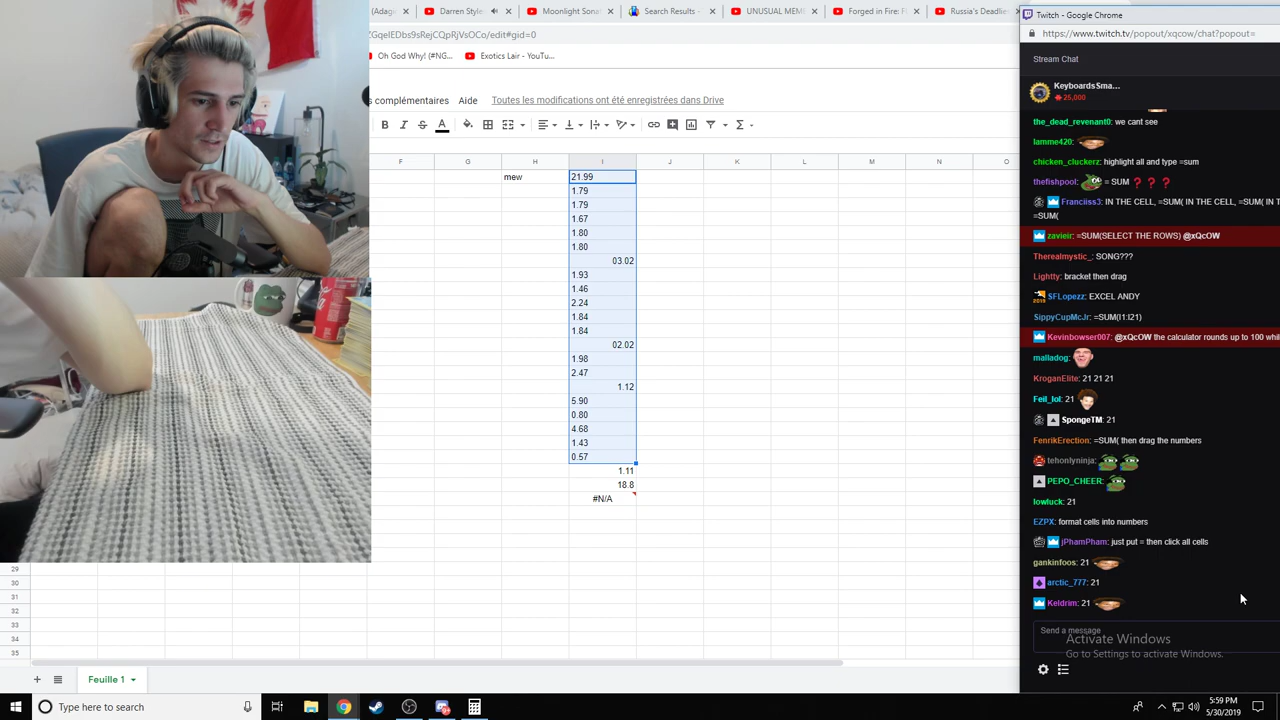 (Adag
Darren Style
Moonlight Sonal
Search Results -
UNUSUAL MEM
Forged in Fire: F
Russia's Deadlies
GqeIEDbs9sRejCQpRjVsOCo/edit#gid=0
Oh God Why! (#NG...
Exotics Lair - YouTu...
s complémentaires Aide Toutes les modifications ont été enregistrées dans Drive
B I S A
F G H I J K L M N O
mew 21.99
1.79
1.79
1.67
1.80
1.80
03.02
1.93
1.46
2.24
1.84
1.84
02.02
1.98
2.47
1.12
5.90
0.80
4.68
1.43
0.57
1.11
18.8
#N/A
29
30
31
32
33
34
35
Feuille 1
Twitch - Google Chrome
https://www.twitch.tv/popout/xqcow/chat?popout=
Stream Chat
KeyboardsSma...
26,000
the_dead_revenant0: we cant see
lamme420:
chicken_cluckerz: highlight all and type =sum
thefishpool: = SUM ? ? ?
Franciiss3: IN THE CELL, =SUM( IN THE CELL, =SUM( IN T
=SUM(
zavieir: =SUM(SELECT THE ROWS) @xQcOW
Therealmystic_: SONG???
Lightty: bracket then drag
2019
SFLopezz: EXCEL ANDY
SippyCupMcJr: =SUM(I1:I21)
Kevinbowser007: @xQcOW the calculator rounds up to 100 whil
malladog:
KroganElite: 21 21 21
Feil_lol: 21
SpongeTM: 21
FenrikErection: =SUM( then drag the numbers
tehonlyninja:
PEPO_CHEER:
lowluck: 21
EZPX: format cells into numbers
jPhamPham: just put = then click all cells
gankinfoos: 21
arctic_777: 21
Keldrim: 21
Send a message
Activate Windows
Go to Settings to activate Windows.
Type here to search
5:59 PM
5/30/2019